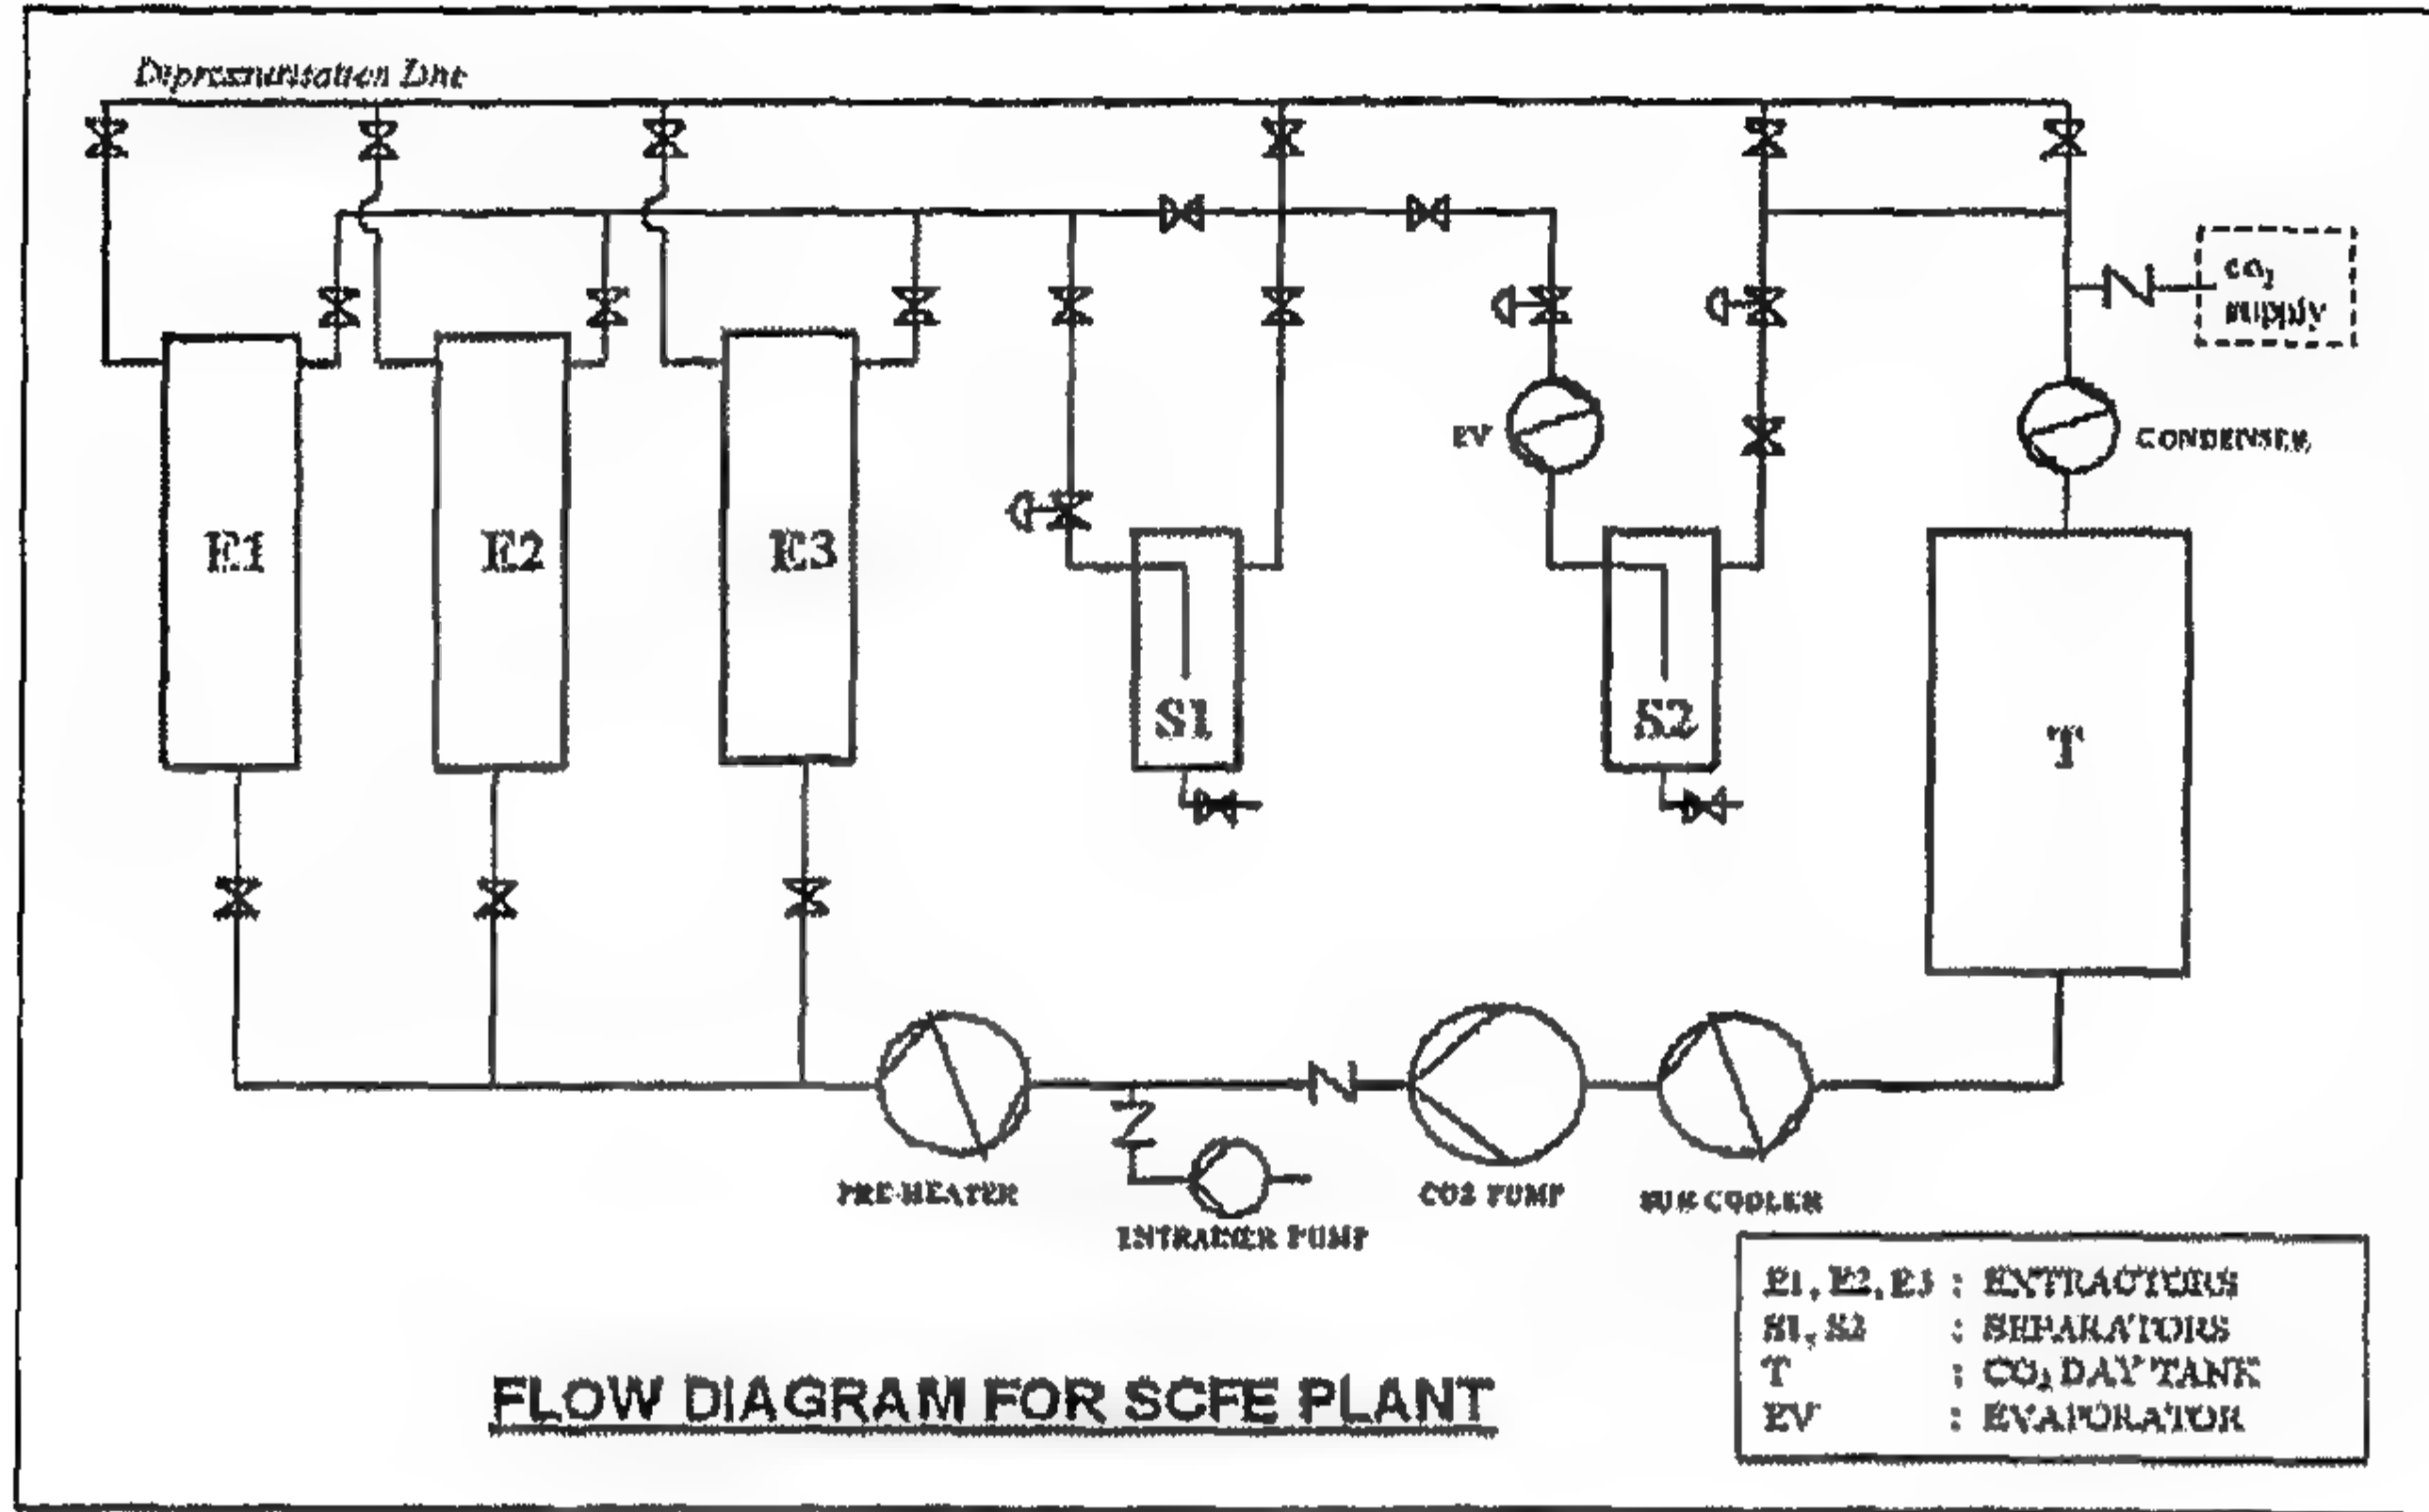 Depressurisation Line
CO₂
supply
EV
CONDENSER
E1
E2
E3
S1
S2
T
PRE-HEATER
CO2 PUMP
SUB COOLER
ENTRAINER PUMP
E1, E2, E3 : EXTRACTORS
S1, S2 : SEPARATORS
T : CO₂ DAY TANK
EV : EVAPORATOR
FLOW DIAGRAM FOR SCFE PLANT